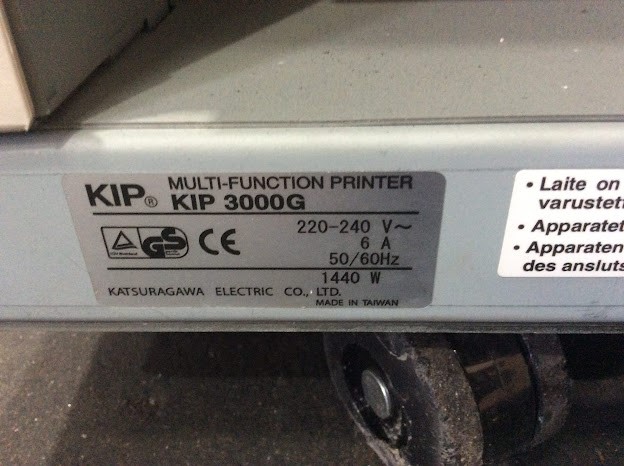 KIP® MULTI-FUNCTION PRINTER
KIP 3000G
GS CE
220-240 V~
6 A
50/60Hz
1440 W
KATSURAGAWA ELECTRIC CO., LTD.
MADE IN TAIWAN
• Laite on
varustett
• Apparatet
• Apparaten
des ansluts